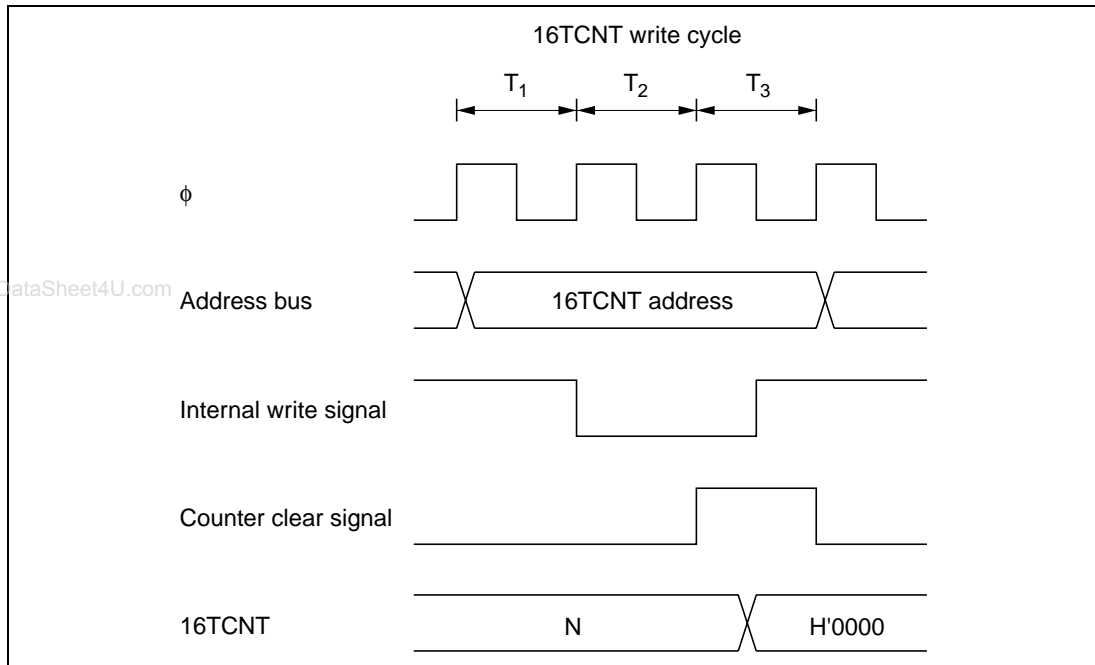 16TCNT write cycle
T1 T2 T3
φ
DataSheet4U.com
Address bus
16TCNT address
Internal write signal
Counter clear signal
16TCNT
N
H'0000